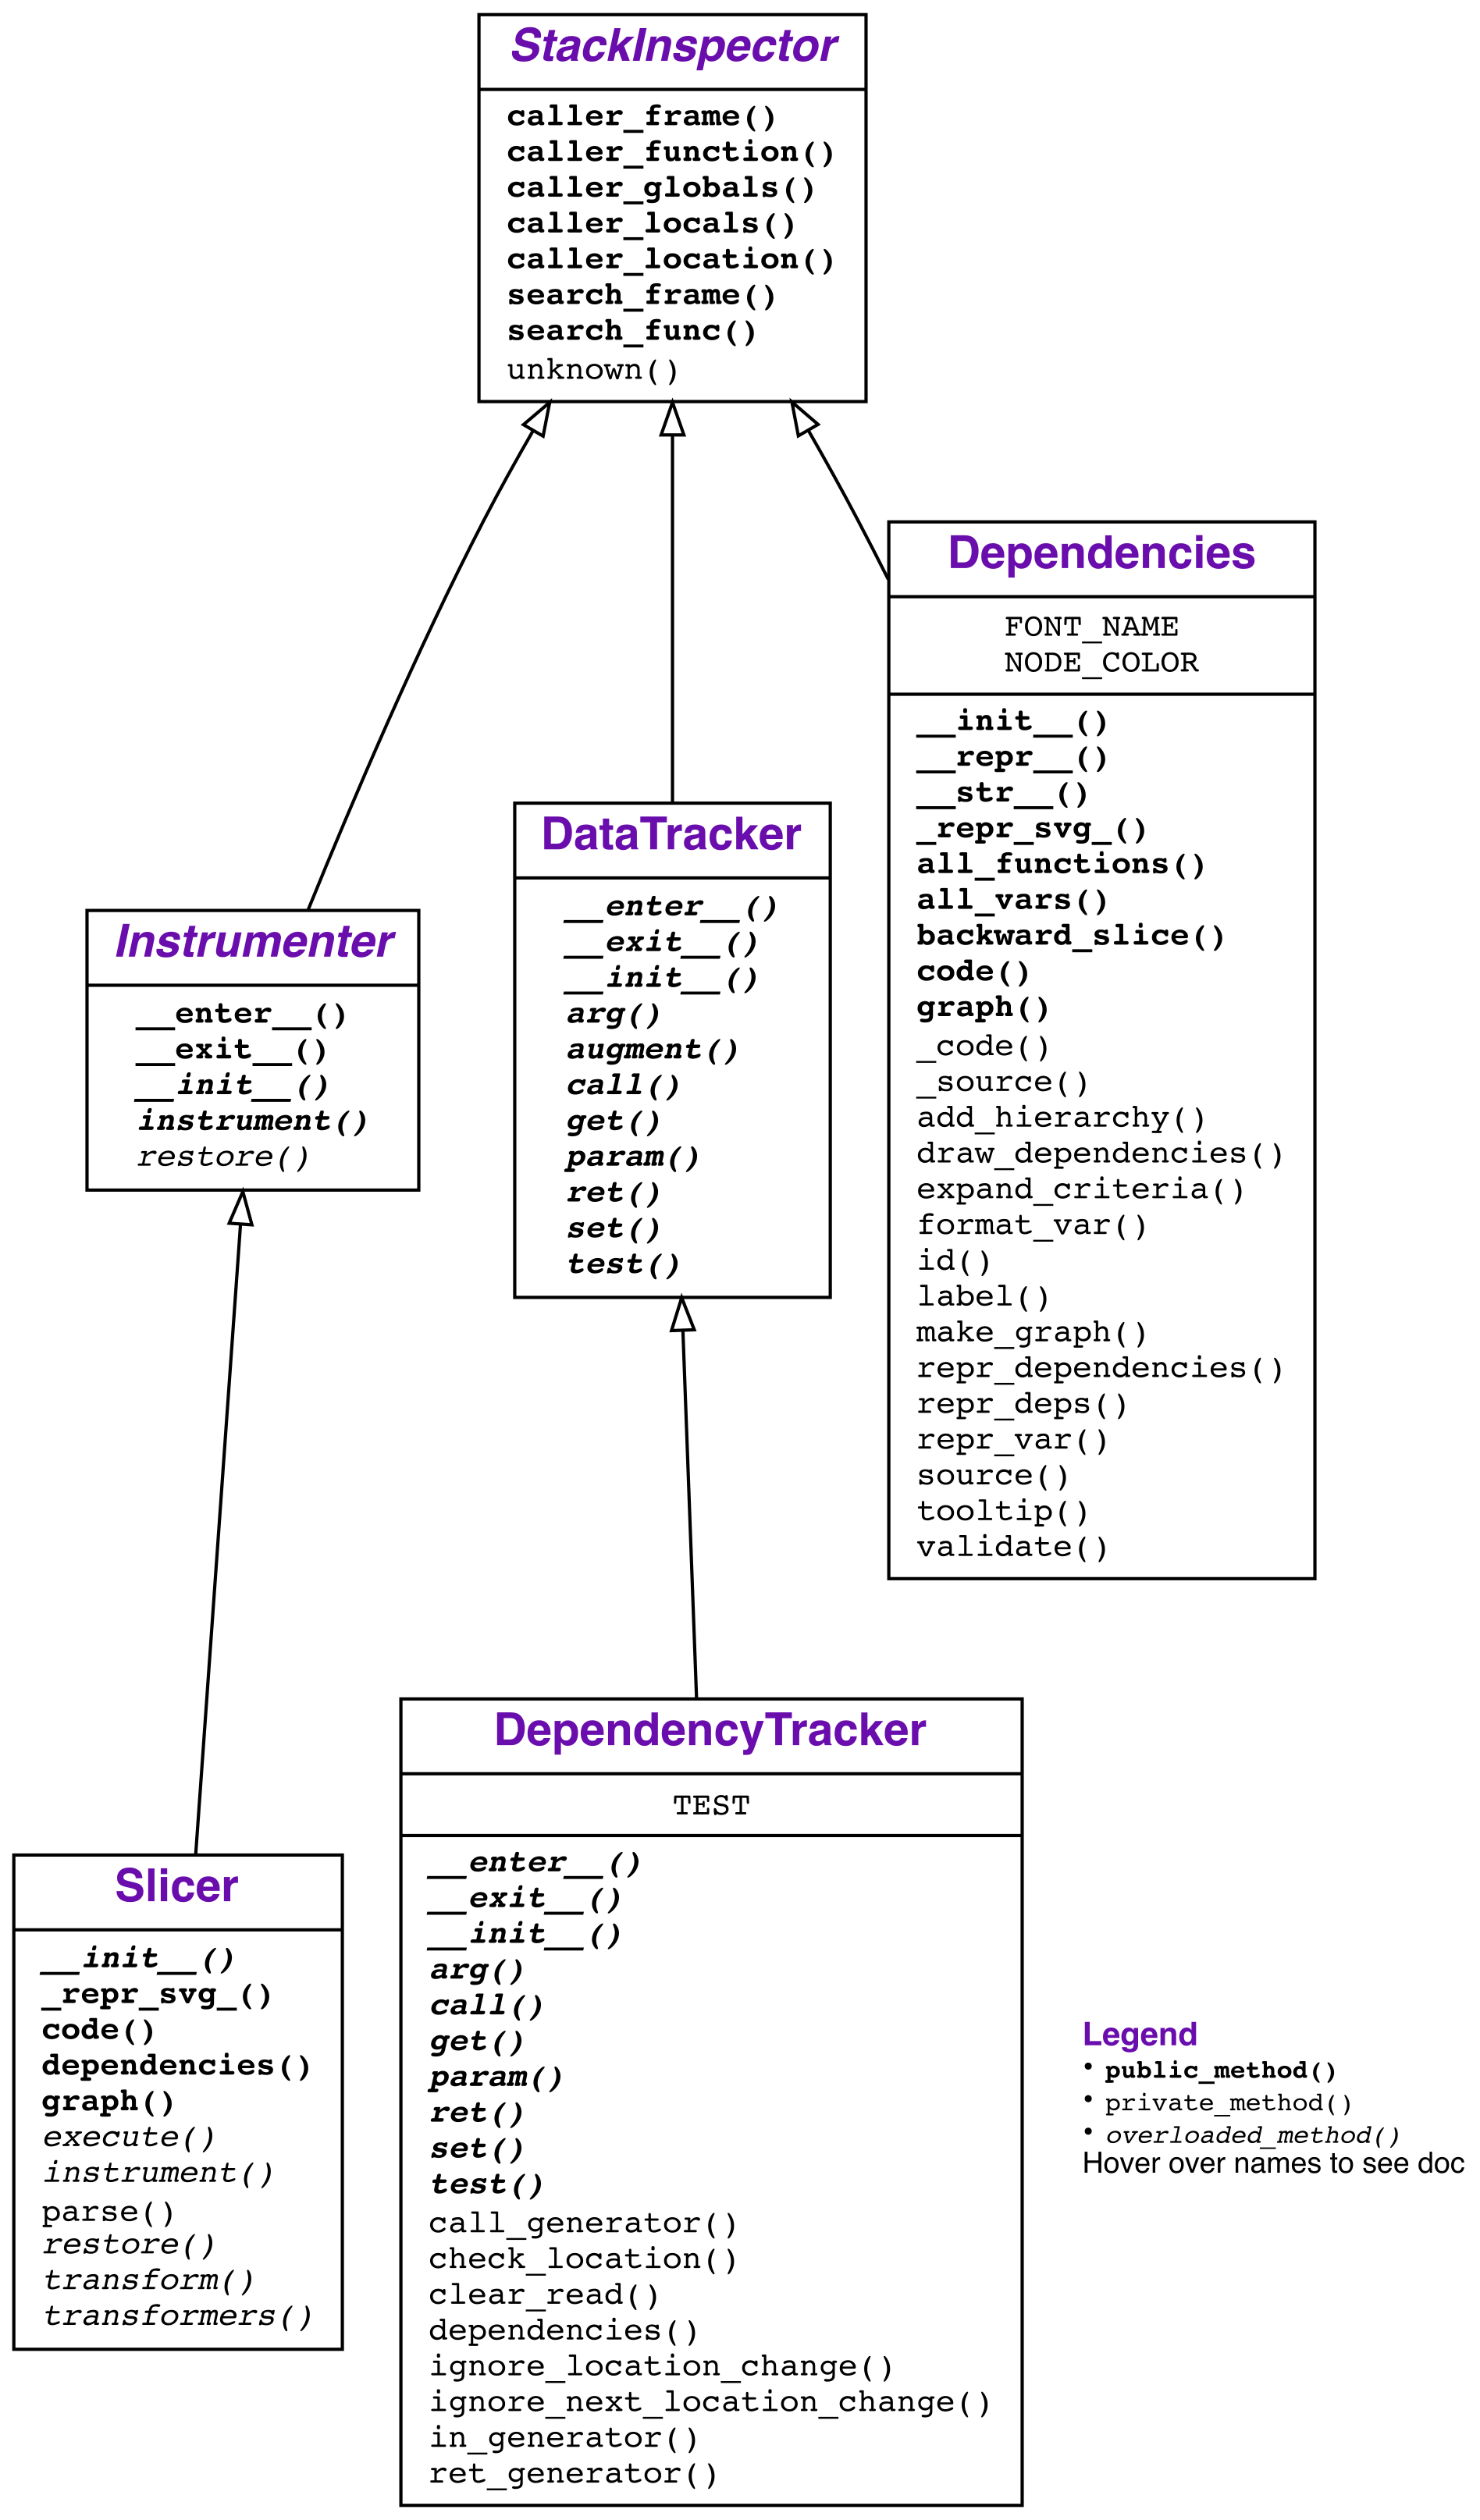 StackInspector
caller_frame()
caller_function()
caller_globals()
caller_locals()
caller_location()
search_frame()
search_func()
unknown()
Dependencies
FONT_NAME
NODE_COLOR
__init__()
__repr__()
__str__()
_repr_svg_()
all_functions()
all_vars()
backward_slice()
code()
graph()
_code()
_source()
add_hierarchy()
draw_dependencies()
expand_criteria()
format_var()
id()
label()
make_graph()
repr_dependencies()
repr_deps()
repr_var()
source()
tooltip()
validate()
DataTracker
__enter__()
__exit__()
__init__()
arg()
augment()
call()
get()
param()
ret()
set()
test()
Instrumenter
__enter__()
__exit__()
__init__()
instrument()
restore()
DependencyTracker
TEST
__enter__()
__exit__()
__init__()
arg()
call()
get()
param()
ret()
set()
test()
call_generator()
check_location()
clear_read()
dependencies()
ignore_location_change()
ignore_next_location_change()
in_generator()
ret_generator()
Slicer
__init__()
_repr_svg_()
code()
dependencies()
graph()
execute()
instrument()
parse()
restore()
transform()
transformers()
Legend
• public_method()
• private_method()
• overloaded_method()
Hover over names to see doc